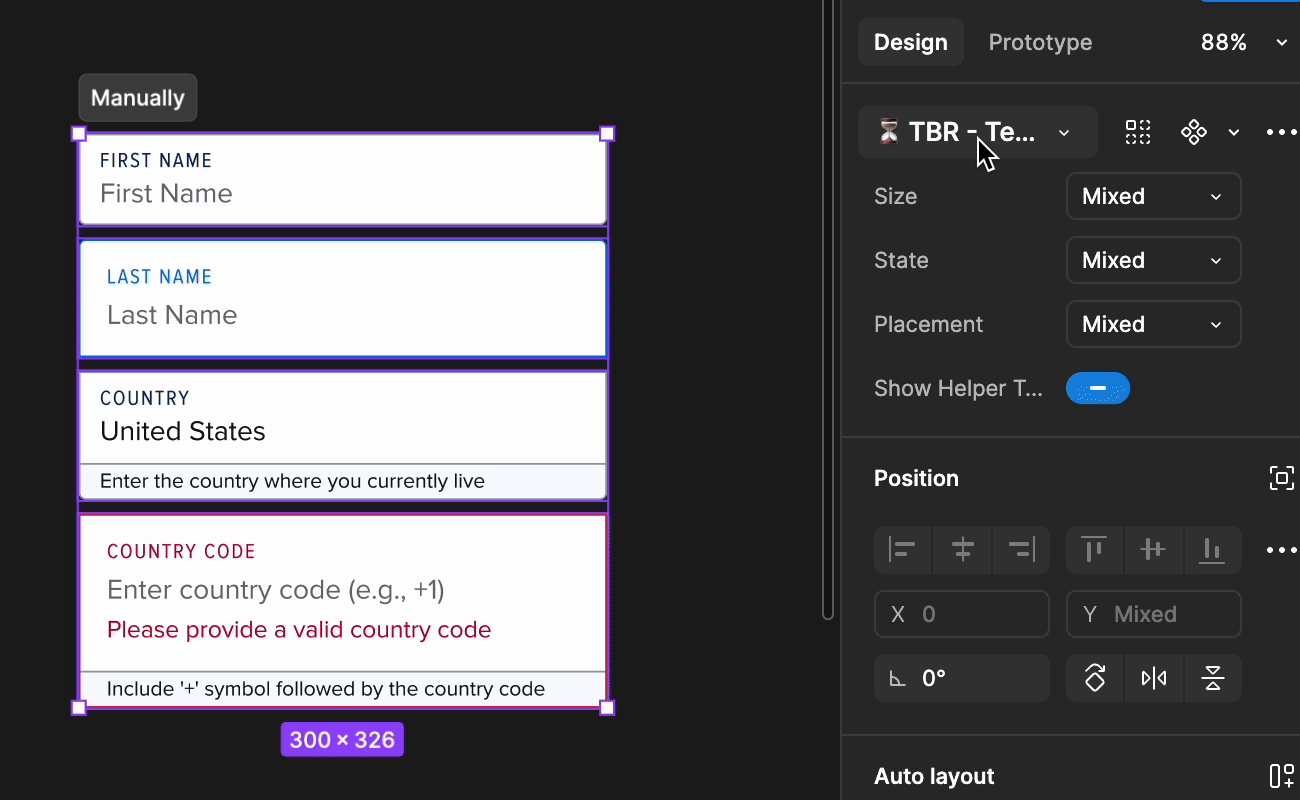 Design Prototype 88%
Manually
⏳ TBR - Te...
FIRST NAME
First Name
Size Mixed
LAST NAME
Last Name
State Mixed
Placement Mixed
COUNTRY
United States
Enter the country where you currently live
Show Helper T...
Position
COUNTRY CODE
Enter country code (e.g., +1)
Please provide a valid country code
Include '+' symbol followed by the country code
300 × 326
X 0 Y Mixed
0°
Auto layout